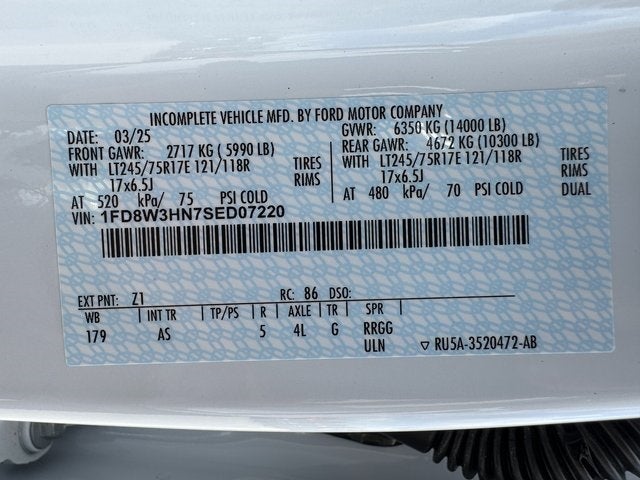 INCOMPLETE VEHICLE MFD. BY FORD MOTOR COMPANY
DATE: 03/25 GVWR: 6350 KG (14000 LB)
FRONT GAWR: 2717 KG ( 5990 LB) REAR GAWR: 4672 KG (10300 LB)
WITH LT245/75R17E 121/118R TIRES WITH LT245/75R17E 121/118R TIRES
17x6.5J RIMS 17x6.5J RIMS
AT 520 kPa/ 75 PSI COLD AT 480 kPa/ 70 PSI COLD DUAL
VIN: 1FD8W3HN7SED07220
EXT PNT: Z1 RC: 86 DSO:
WB INT TR TP/PS R AXLE TR SPR
179 AS 5 4L G RRGG
ULN ▽ RU5A-3520472-AB